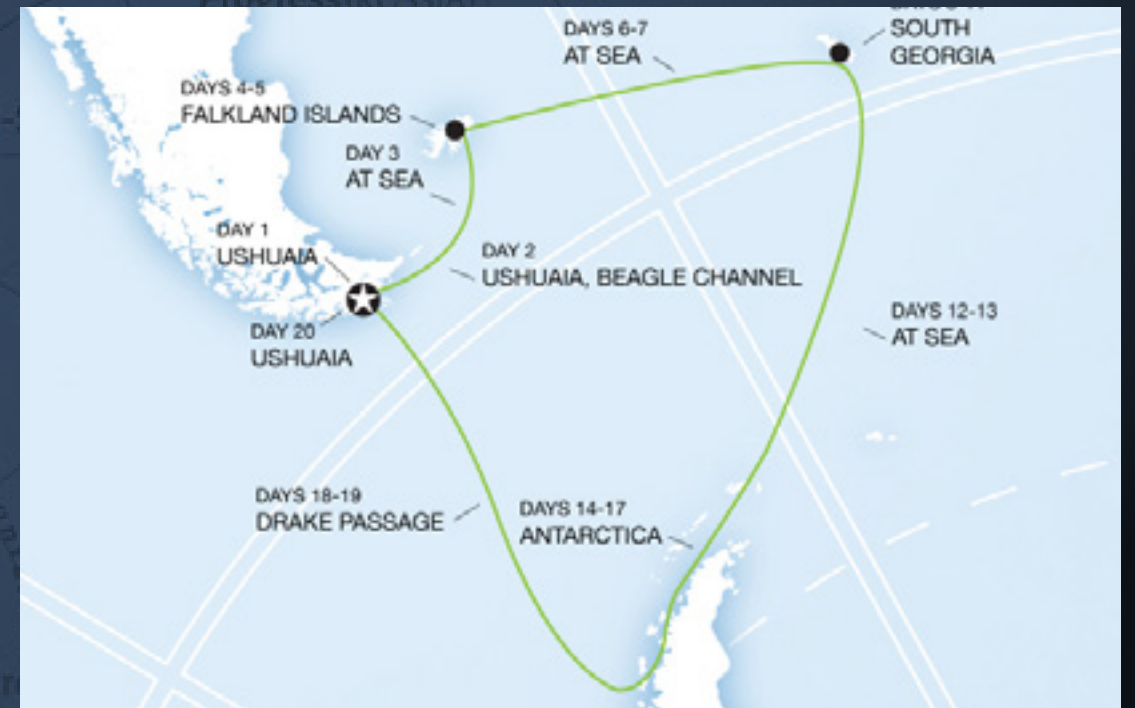 DAYS 6-7
AT SEA
SOUTH
GEORGIA
DAYS 4-5
FALKLAND ISLANDS
DAY 3
AT SEA
DAY 1
USHUAIA
DAY 2
USHUAIA, BEAGLE CHANNEL
DAY 20
USHUAIA
DAYS 12-13
AT SEA
DAYS 18-19
DRAKE PASSAGE
DAYS 14-17
ANTARCTICA